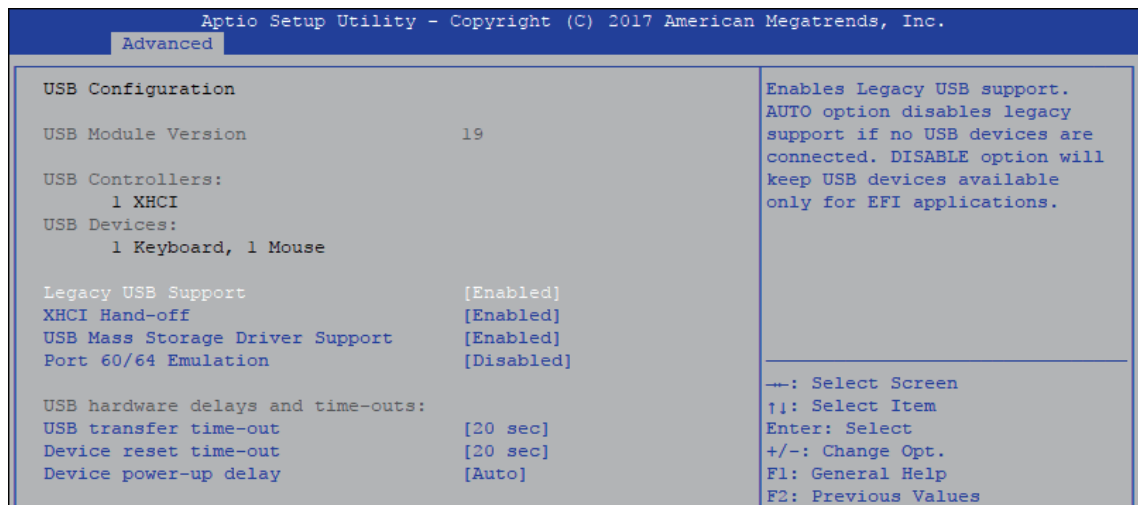 Aptio Setup Utility - Copyright (C) 2017 American Megatrends, Inc.
Advanced
USB Configuration
USB Module Version 19
USB Controllers:
1 XHCI
USB Devices:
1 Keyboard, 1 Mouse
Legacy USB Support [Enabled]
XHCI Hand-off [Enabled]
USB Mass Storage Driver Support [Enabled]
Port 60/64 Emulation [Disabled]
USB hardware delays and time-outs:
USB transfer time-out [20 sec]
Device reset time-out [20 sec]
Device power-up delay [Auto]
Enables Legacy USB support.
AUTO option disables legacy
support if no USB devices are
connected. DISABLE option will
keep USB devices available
only for EFI applications.
→←: Select Screen
↑↓: Select Item
Enter: Select
+/-: Change Opt.
F1: General Help
F2: Previous Values